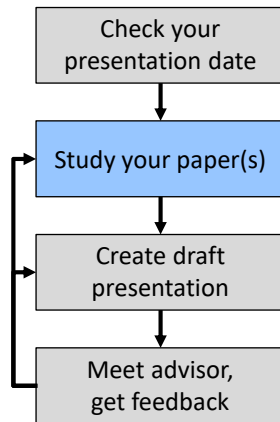 Check your
presentation date
Study your paper(s)
Create draft
presentation
Meet advisor,
get feedback